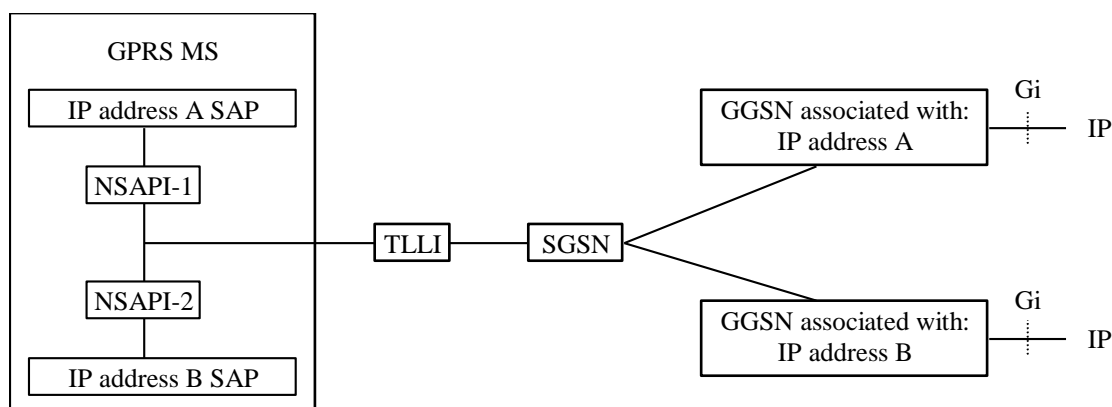 GPRS MS
IP address A SAP
NSAPI-1
NSAPI-2
IP address B SAP
TLLI
SGSN
GGSN associated with:
IP address A
Gi
IP
GGSN associated with:
IP address B
Gi
IP